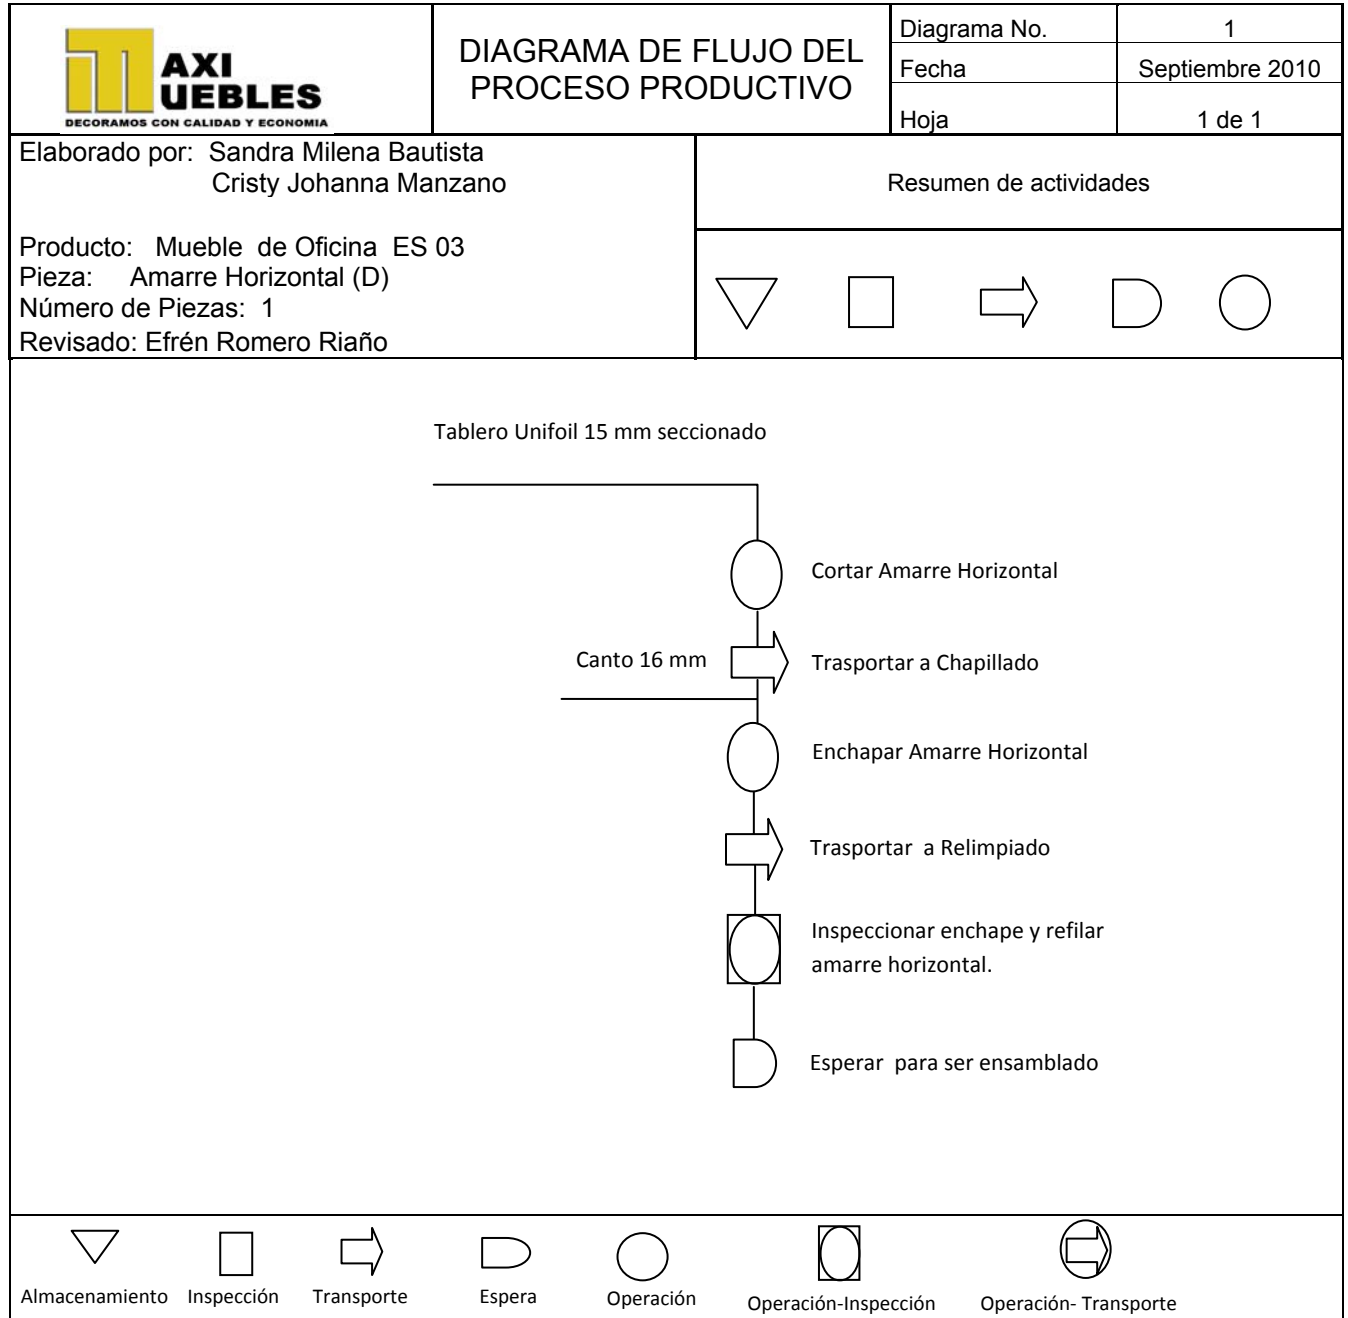 AXI
UEBLES
DECORAMOS CON CALIDAD Y ECONOMIA
DIAGRAMA DE FLUJO DEL
PROCESO PRODUCTIVO
Diagrama No. 1
Fecha Septiembre 2010
Hoja 1 de 1
Elaborado por: Sandra Milena Bautista
Cristy Johanna Manzano
Resumen de actividades
Producto: Mueble de Oficina ES 03
Pieza: Amarre Horizontal (D)
Número de Piezas: 1
Revisado: Efrén Romero Riaño
Tablero Unifoil 15 mm seccionado
Cortar Amarre Horizontal
Canto 16 mm
Trasportar a Chapillado
Enchapar Amarre Horizontal
Trasportar a Relimpiado
Inspeccionar enchape y refilar
amarre horizontal.
Esperar para ser ensamblado
Almacenamiento Inspección Transporte Espera Operación Operación-Inspección Operación- Transporte